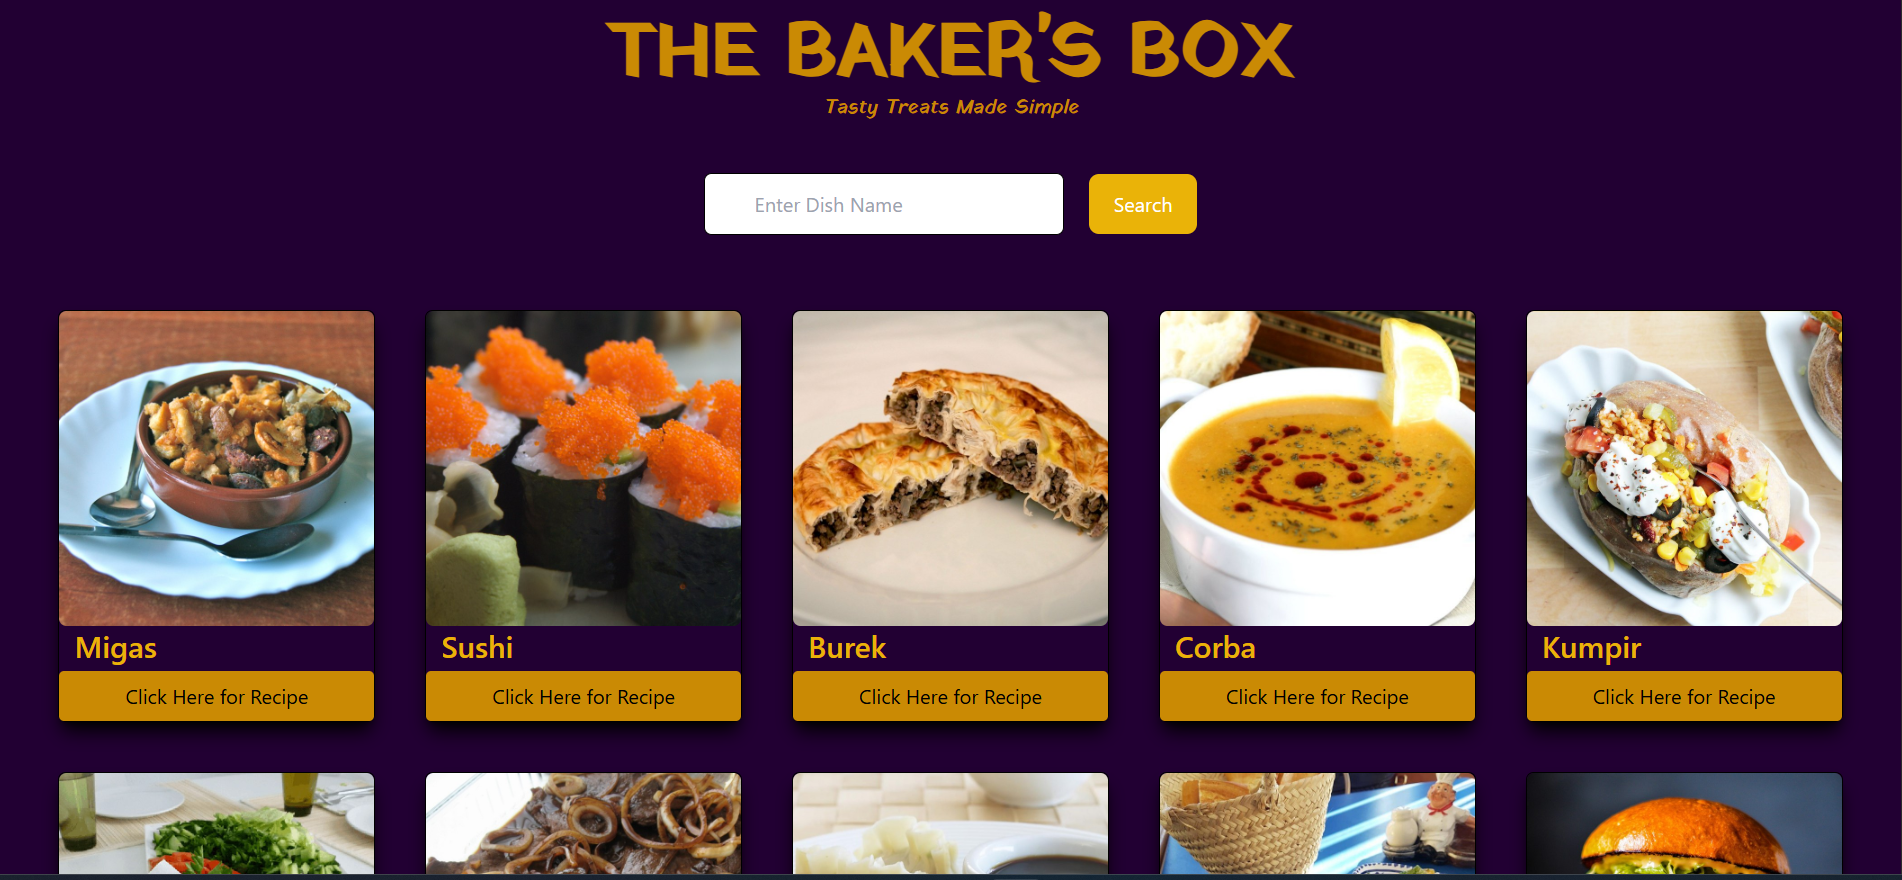 THE BAKER'S BOX
Tasty Treats Made Simple
Enter Dish Name
Search
Migas
Sushi
Burek
Corba
Kumpir
Click Here for Recipe
Click Here for Recipe
Click Here for Recipe
Click Here for Recipe
Click Here for Recipe